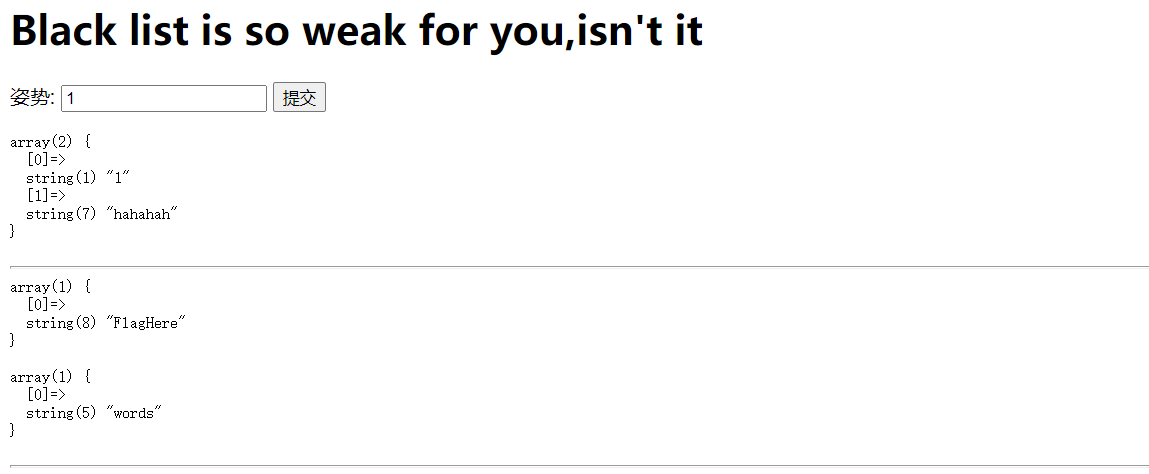 Black list is so weak for you,isn't it
姿势: 1 提交
array(2) {
  [0]=>
  string(1) "1"
  [1]=>
  string(7) "hahahah"
}
array(1) {
  [0]=>
  string(8) "FlagHere"
}
array(1) {
  [0]=>
  string(5) "words"
}